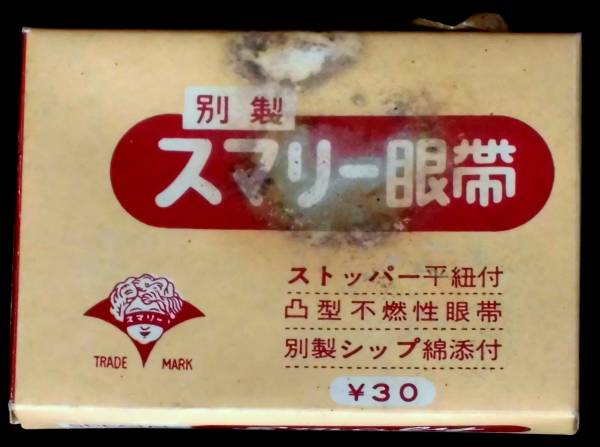 別製
スマリー眼帯
ストッパー平紐付
凸型不燃性眼帯
別製シップ綿添付
¥30
スマリー
TRADE MARK